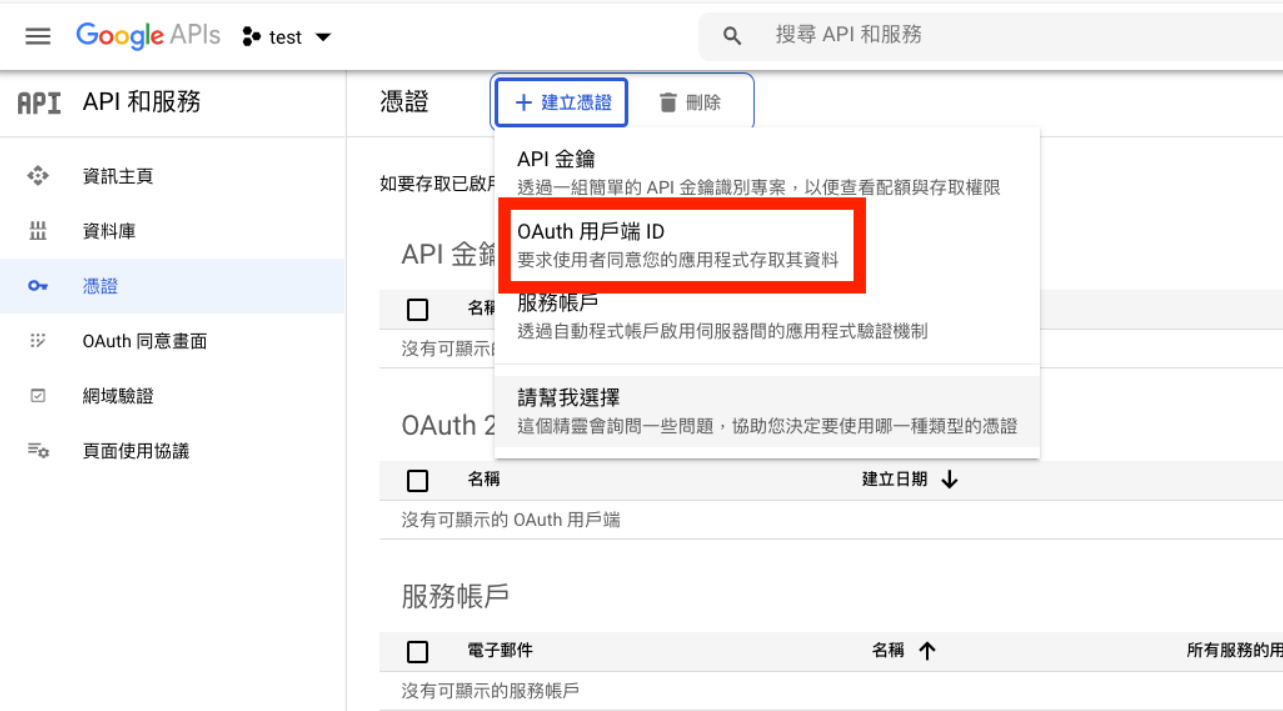 Google APIs
test
搜尋 API 和服務
API
API 和服務
憑證
建立憑證
刪除
資訊主頁
資料庫
憑證
OAuth 同意畫面
網域驗證
頁面使用協議
如要存取已啟用
API 金鑰
透過一組簡單的 API 金鑰識別專案，以便查看配額與存取權限
OAuth 用戶端 ID
要求使用者同意您的應用程式存取其資料
服務帳戶
透過自動程式帳戶啟用伺服器間的應用程式驗證機制
請幫我選擇
這個精靈會詢問一些問題，協助您決定要使用哪一種類型的憑證
API 金鑰
名稱
沒有可顯示的
OAuth 2
名稱
建立日期
沒有可顯示的 OAuth 用戶端
服務帳戶
電子郵件
名稱
所有服務的用
沒有可顯示的服務帳戶